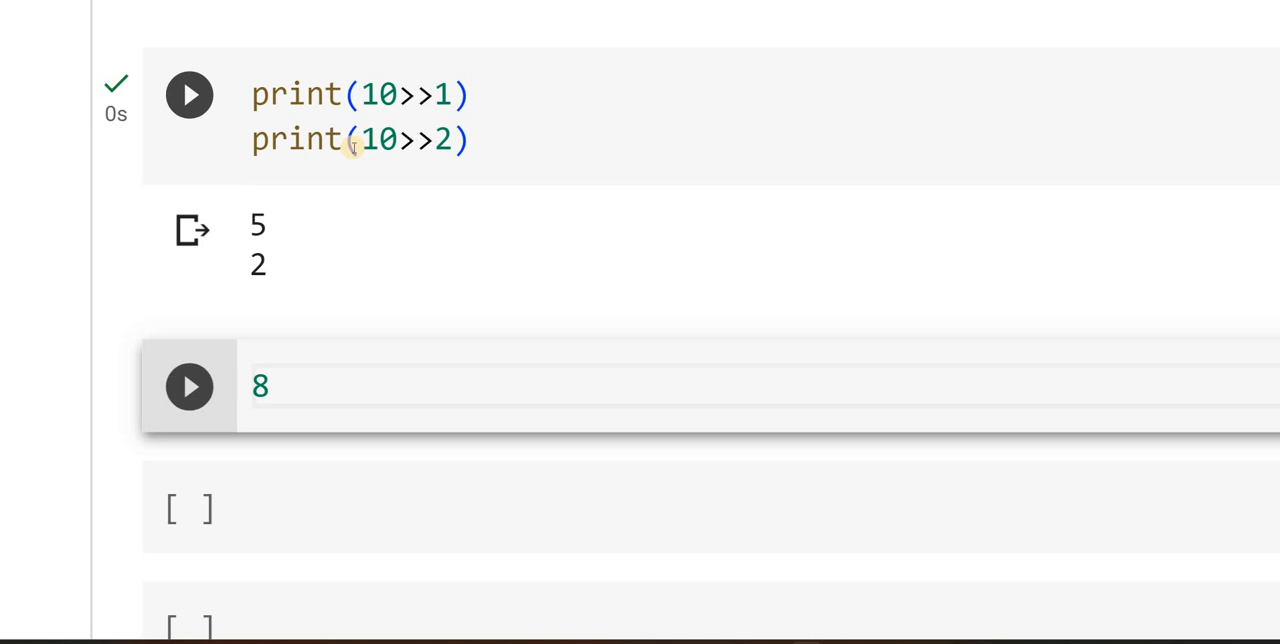 print(10>>1)
0s
print(10>>2)
5
2
8
[ ]
[ ]